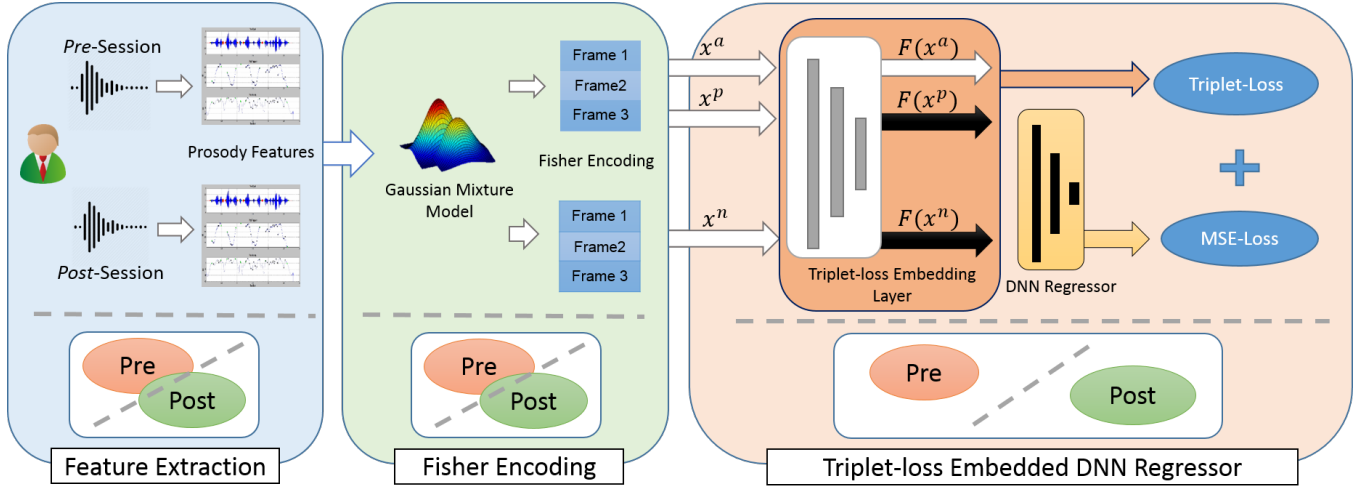 Pre-Session
Prosody Features
Post-Session
Pre
Post
Feature Extraction
Gaussian Mixture
Model
Frame 1
Frame2
Frame 3
Fisher Encoding
Frame 1
Frame2
Frame 3
Pre
Post
Fisher Encoding
x^a
x^p
x^n
F(x^a)
F(x^p)
F(x^n)
Triplet-loss Embedding
Layer
DNN Regressor
Triplet-Loss
+
MSE-Loss
Pre
Post
Triplet-loss Embedded DNN Regressor